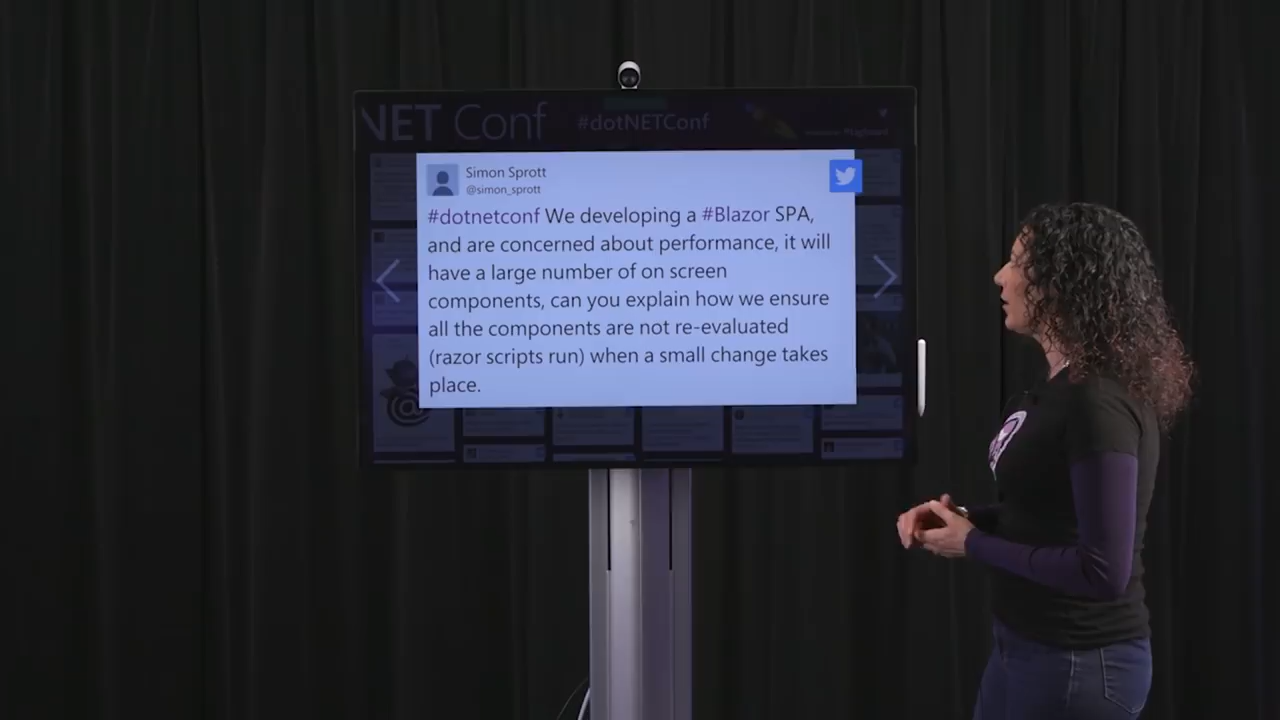 NET Conf #dotNETConf
Simon Sprott
@simon_sprott
#dotnetconf We developing a #Blazor SPA,
and are concerned about performance, it will
have a large number of on screen
components, can you explain how we ensure
all the components are not re-evaluated
(razor scripts run) when a small change takes
place.